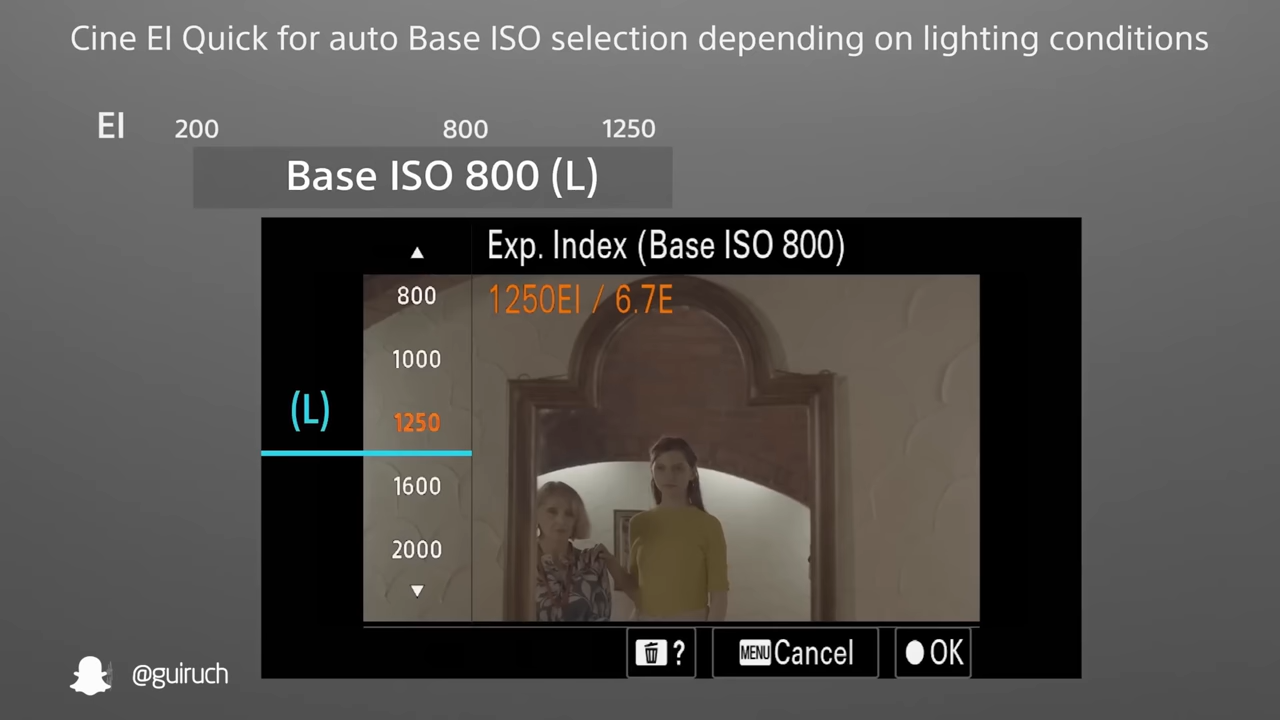 Cine EI Quick for auto Base ISO selection depending on lighting conditions
EI 200 800 1250
Base ISO 800 (L)
Exp. Index (Base ISO 800)
1250EI / 6.7E
800
1000
(L)
1250
1600
2000
?
MENU Cancel
OK
@guiruch